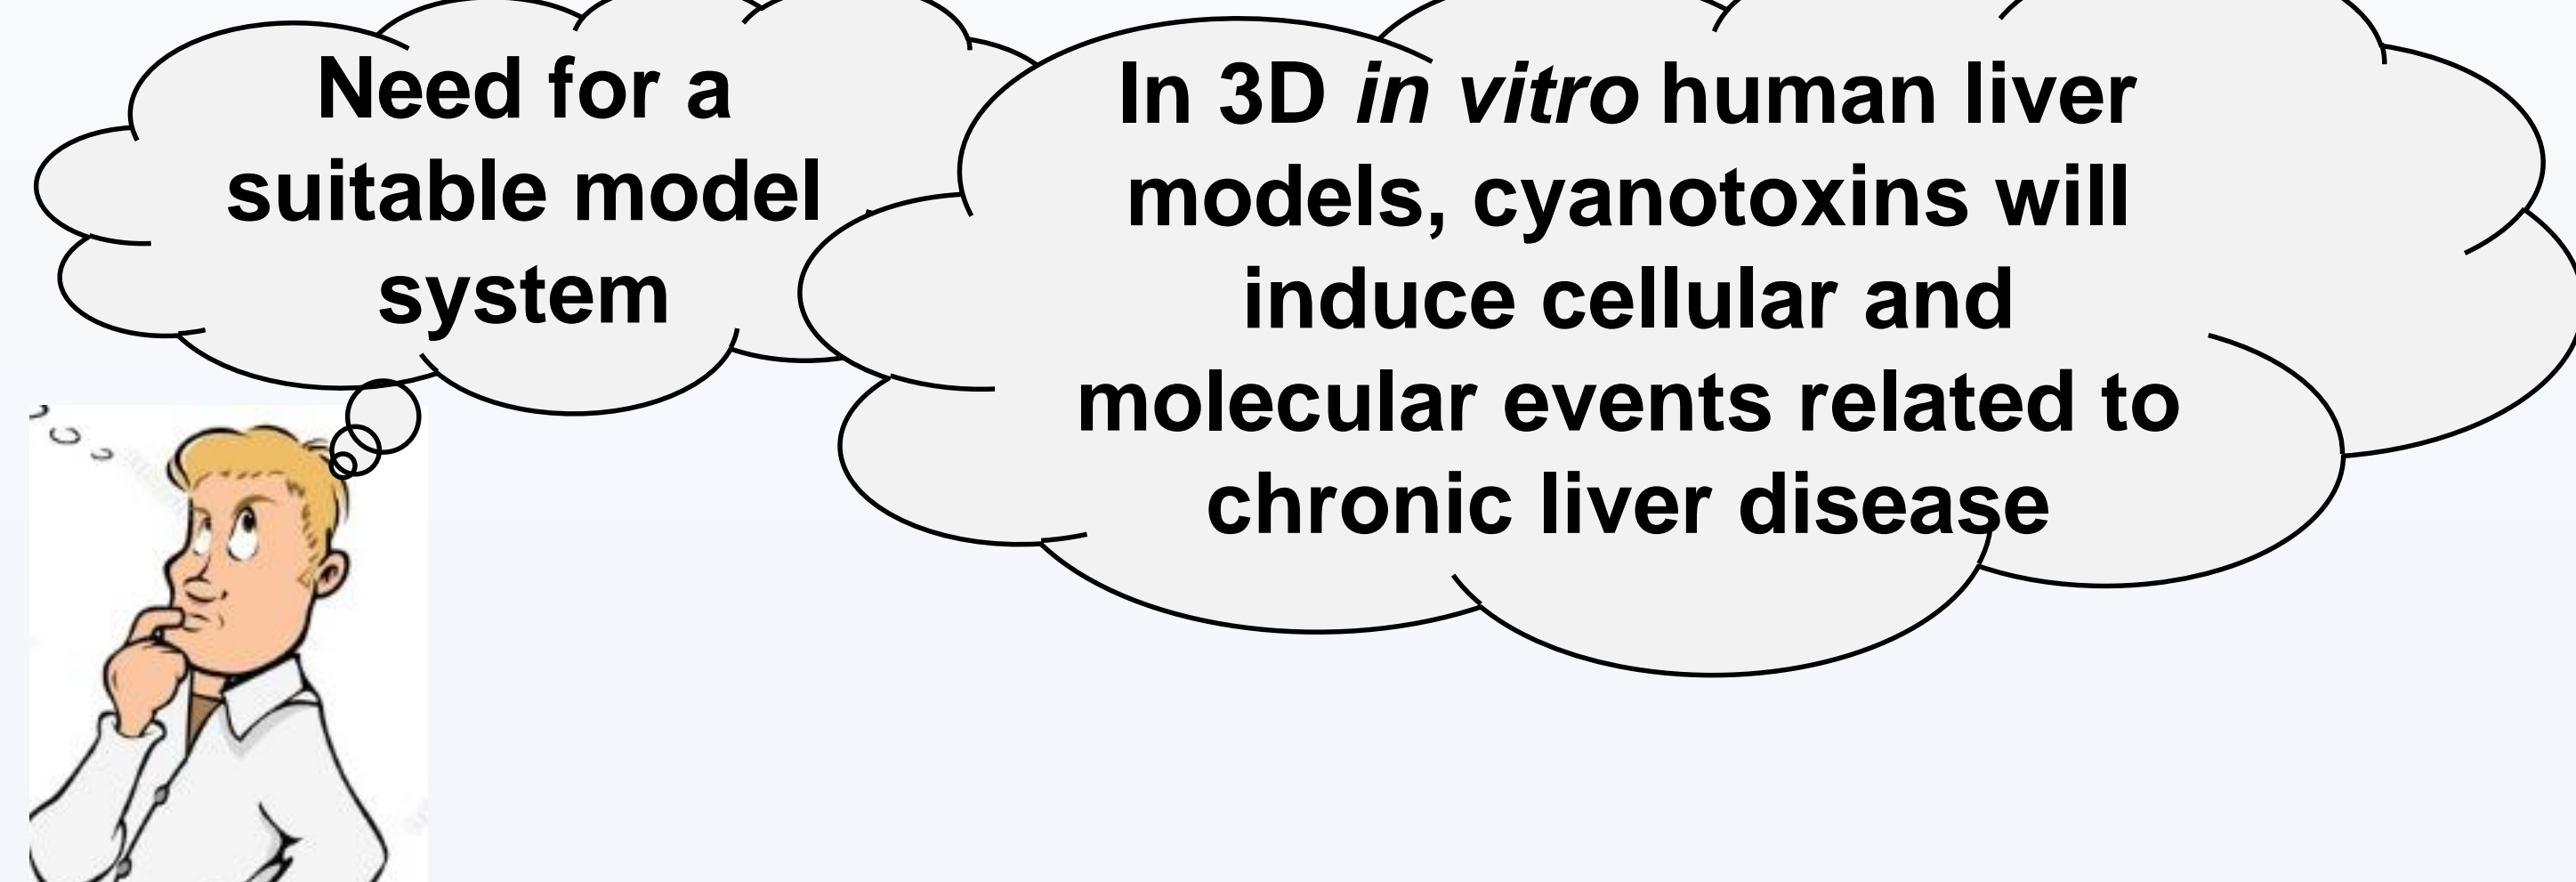 Need for a
suitable model
system
In 3D in vitro human liver
models, cyanotoxins will
induce cellular and
molecular events related to
chronic liver disease